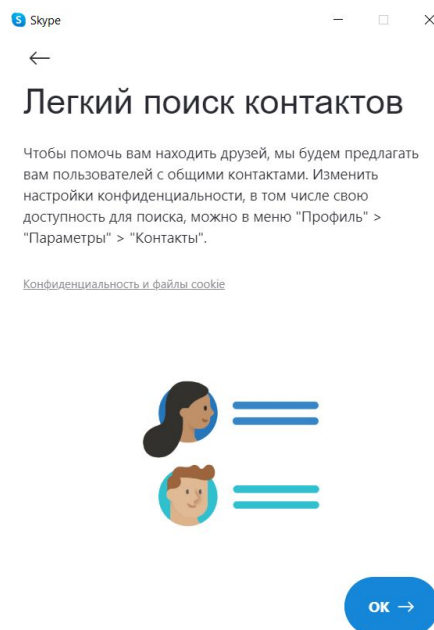 Skype
Легкий поиск контактов
Чтобы помочь вам находить друзей, мы будем предлагать
вам пользователей с общими контактами. Изменить
настройки конфиденциальности, в том числе свою
доступность для поиска, можно в меню "Профиль" >
"Параметры" > "Контакты".
Конфиденциальность и файлы cookie
ОК